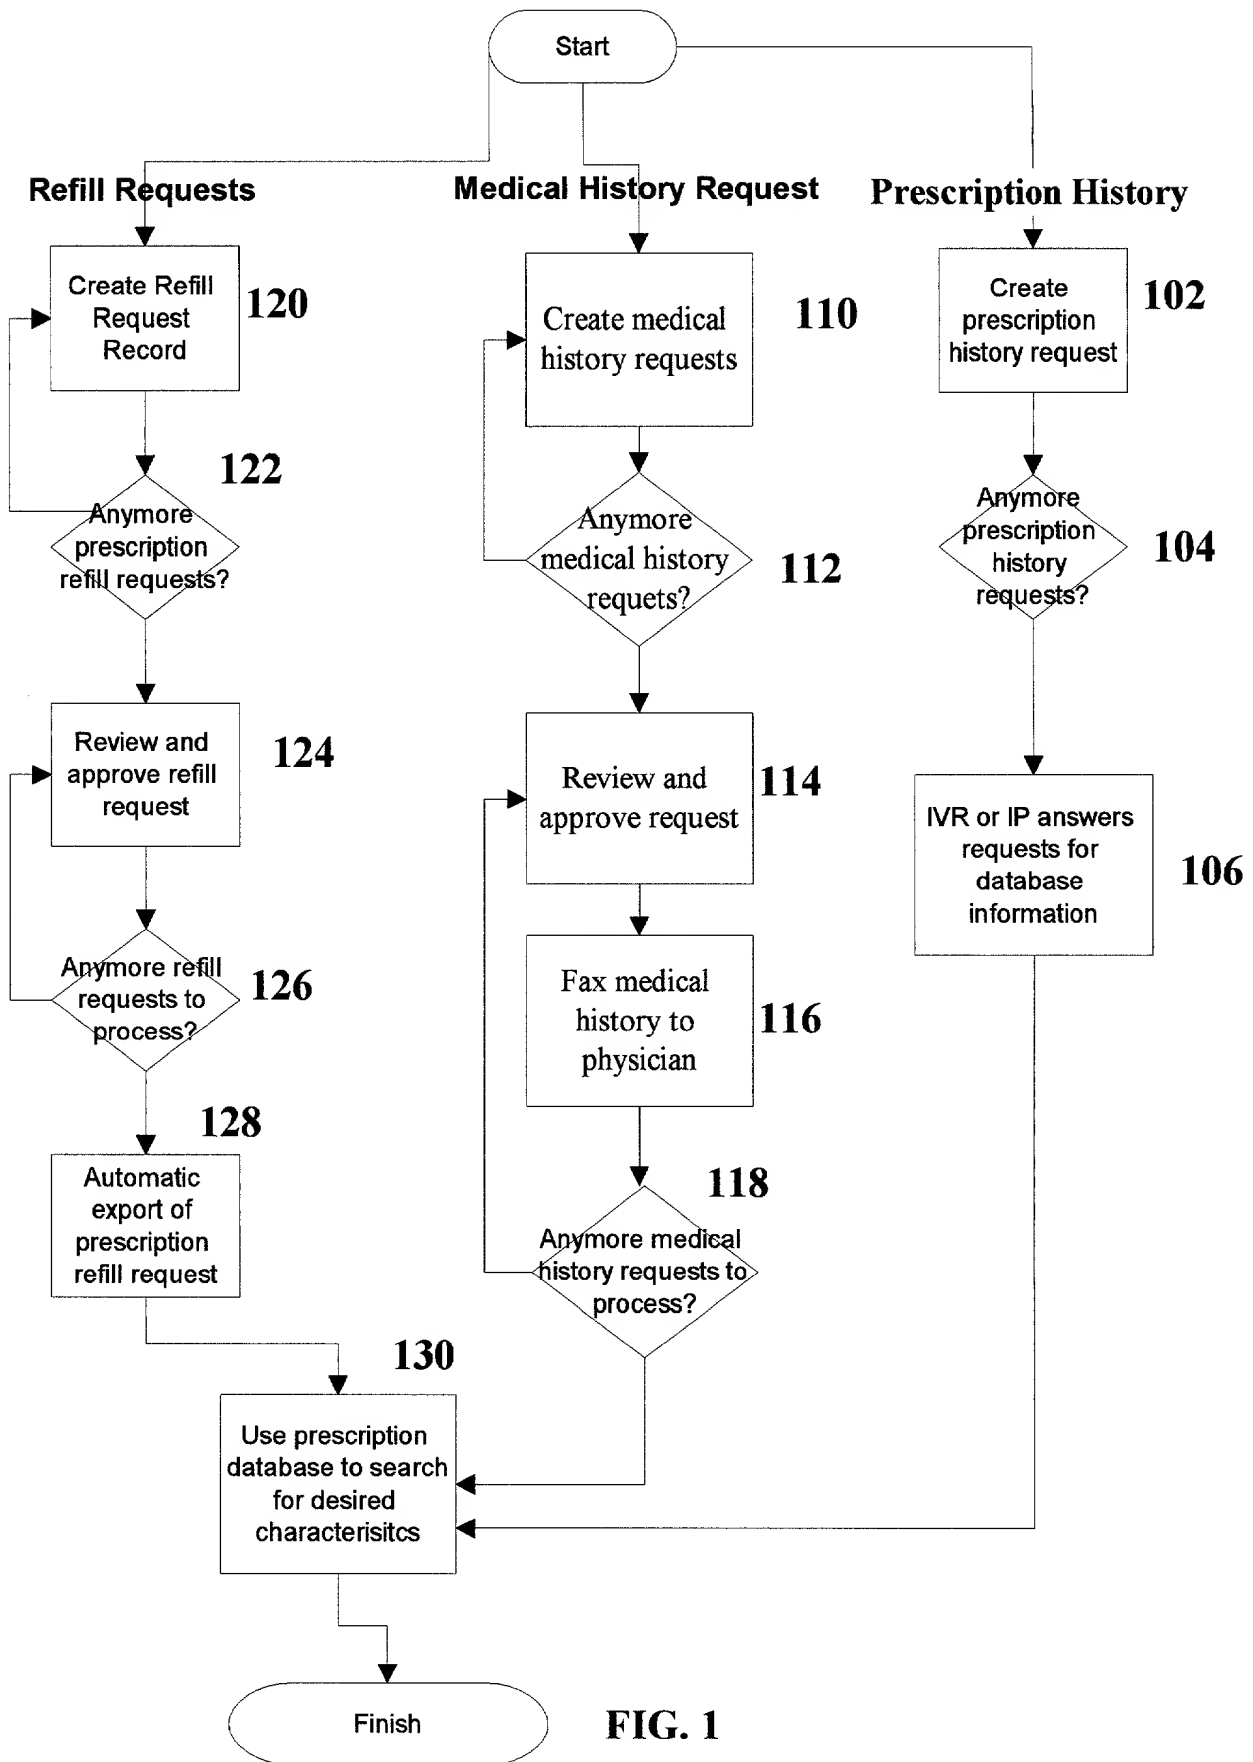 Start
Refill Requests
Medical History Request
Prescription History
Create Refill
Request
Record
120
Create medical
history requests
110
Create
prescription
history request
102
122
Anymore
prescription
refill requests?
Anymore
medical history
requets?
112
Anymore
prescription
history
requests?
104
Review and
approve refill
request
124
Review and
approve request
114
IVR or IP answers
requests for
database
information
106
Anymore refill
requests to
process?
126
Fax medical
history to
physician
116
128
Automatic
export of
prescription
refill request
118
Anymore medical
history requests to
process?
130
Use prescription
database to search
for desired
characterisitcs
Finish
FIG. 1